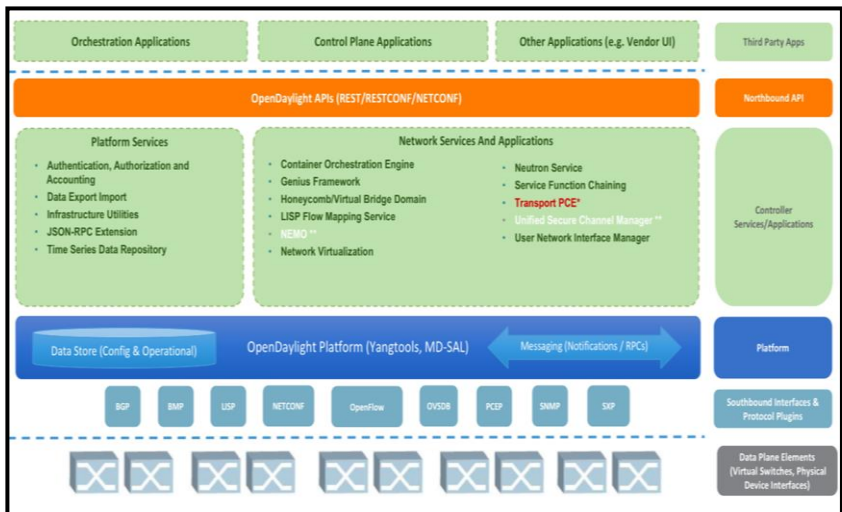 Orchestration Applications
Control Plane Applications
Other Applications (e.g. Vendor UI)
Third Party Apps
OpenDaylight APIs (REST/RESTCONF/NETCONF)
Northbound API
Platform Services
• Authentication, Authorization and
Accounting
• Data Export Import
• Infrastructure Utilities
• JSON-RPC Extension
• Time Series Data Repository
Network Services And Applications
• Container Orchestration Engine
• Genius Framework
• Honeycomb/Virtual Bridge Domain
• LISP Flow Mapping Service
• NEMO **
• Network Virtualization
• Neutron Service
• Service Function Chaining
• Transport PCE*
• Unified Secure Channel Manager **
• User Network Interface Manager
Controller
Services/Applications
Data Store (Config & Operational)
OpenDaylight Platform (Yangtools, MD-SAL)
Messaging (Notifications / RPCs)
Platform
BGP
BMP
LISP
NETCONF
OpenFlow
OVSDB
PCEP
SNMP
SXP
Southbound Interfaces &
Protocol Plugins
Data Plane Elements
(Virtual Switches, Physical
Device Interfaces)